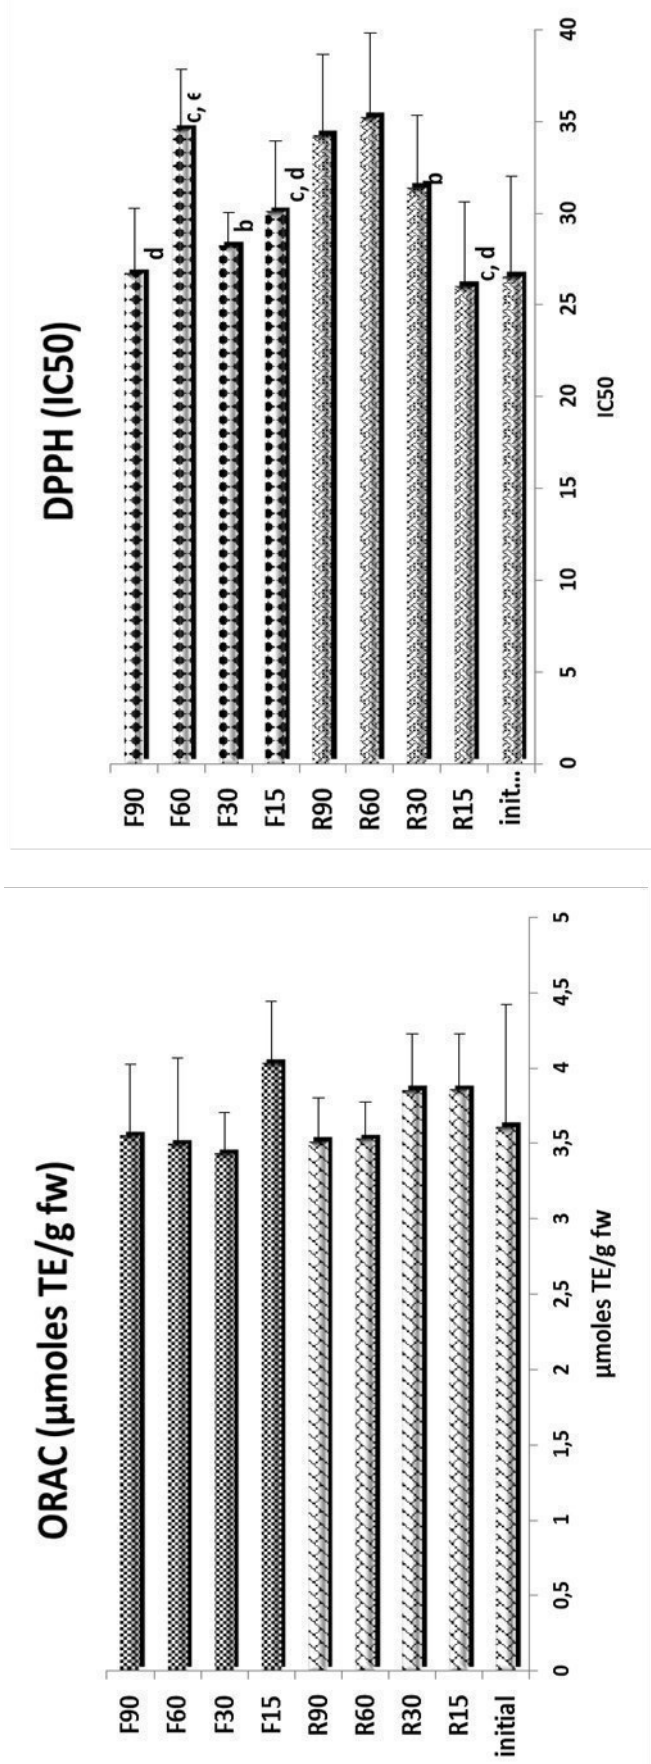 ORAC (μmoles TE/g fw)
F90
F60
F30
F15
R90
R60
R30
R15
initial
0 0,5 1 1,5 2 2,5 3 3,5 4 4,5 5
μmoles TE/g fw
DPPH (IC50)
F90 d
F60 c,
F30 b
F15 c, d
R90
R60
R30 b
R15 c, d
init...
0 5 10 15 20 25 30 35 40
IC50